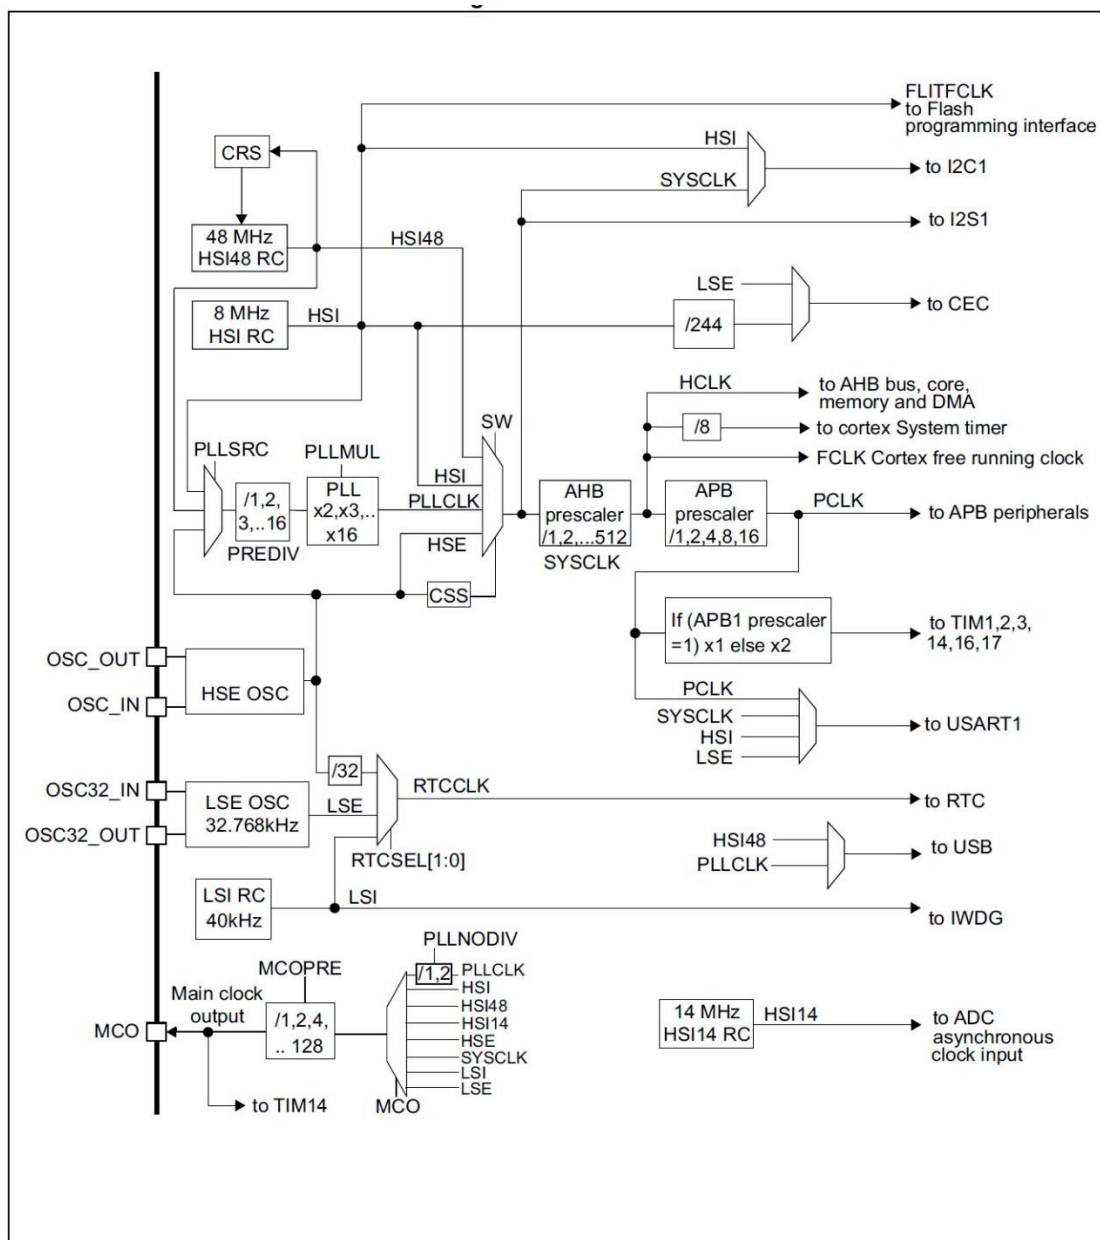 FLITFCLK
to Flash
programming interface
HSI
CRS
to I2C1
SYSCLK
to I2S1
48 MHz
HSI48 RC
HSI48
LSE
to CEC
8 MHz
HSI RC
HSI
/244
HCLK
to AHB bus, core,
memory and DMA
SW
/8
to cortex System timer
PLLSRC
PLLMUL
FCLK Cortex free running clock
HSI
/1,2,
3,..16
PLL
x2,x3,..
x16
PLLCLK
AHB
prescaler
/1,2,...512
APB
prescaler
/1,2,4,8,16
PCLK
to APB peripherals
HSE
PREDIV
SYSCLK
CSS
If (APB1 prescaler
=1) x1 else x2
to TIM1,2,3,
14,16,17
OSC_OUT
HSE OSC
OSC_IN
PCLK
SYSCLK
HSI
LSE
to USART1
/32
OSC32_IN
RTCCLK
to RTC
LSE OSC
32.768kHz
LSE
OSC32_OUT
HSI48
PLLCLK
to USB
RTCSEL[1:0]
LSI RC
40kHz
LSI
to IWDG
PLLNODIV
MCOPRE
/1,2
PLLCLK
HSI
HSI48
HSI14
HSE
SYSCLK
LSI
LSE
Main clock
output
MCO
/1,2,4,
.. 128
14 MHz
HSI14 RC
HSI14
to ADC
asynchronous
clock input
MCO
to TIM14